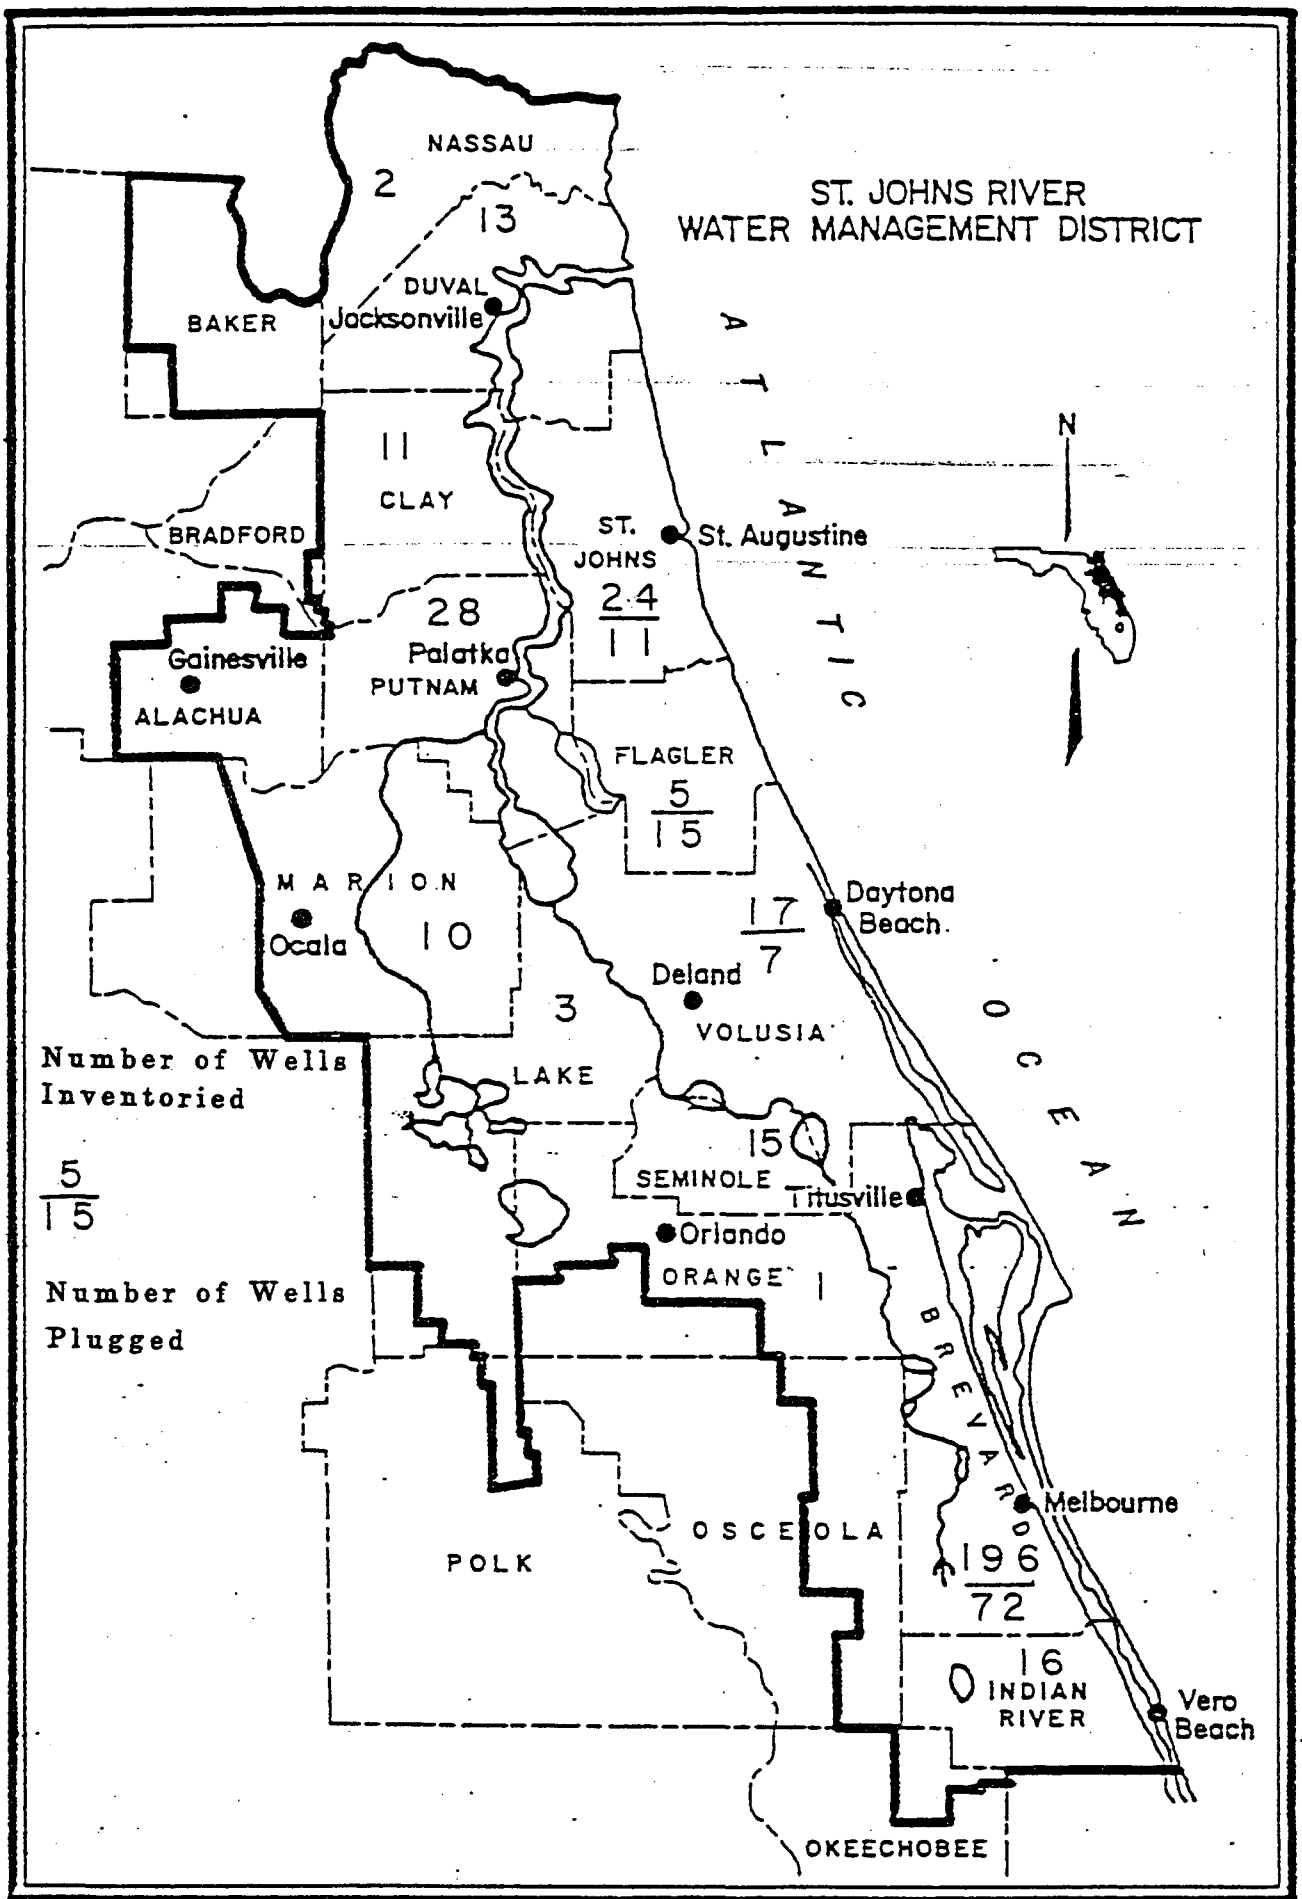 NASSAU
2
ST. JOHNS RIVER
WATER MANAGEMENT DISTRICT
13
DUVAL
Jacksonville
BAKER
ATLANTIC
OCEAN
N
11
CLAY
BRADFORD
ST.
JOHNS
24
11
St. Augustine
28
Palatka
PUTNAM
Gainesville
ALACHUA
FLAGLER
5
15
MARION
Ocala
10
17
7
Daytona
Beach
Deland
VOLUSIA
3
LAKE
Number of Wells
Inventoried
5
15
Number of Wells
Plugged
15
SEMINOLE
Titusville
Orlando
ORANGE
1
BREVARD
Melbourne
196
72
OSCEOLA
POLK
16
INDIAN
RIVER
Vero
Beach
OKEECHOBEE